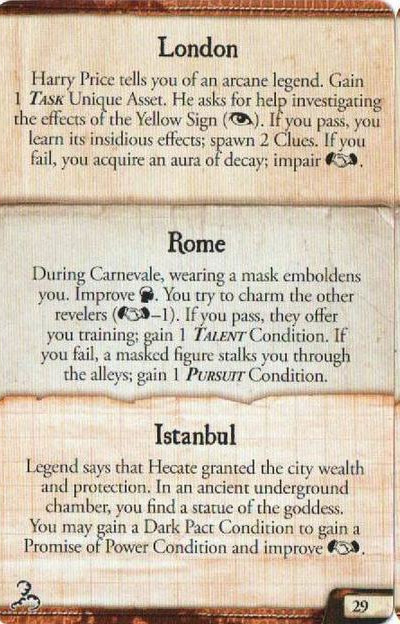 London
Harry Price tells you of an arcane legend. Gain
1 TASK Unique Asset. He asks for help investigating
the effects of the Yellow Sign (). If you pass, you
learn its insidious effects; spawn 2 Clues. If you
fail, you acquire an aura of decay; impair .
Rome
During Carnevale, wearing a mask emboldens
you. Improve . You try to charm the other
revelers (–1). If you pass, they offer
you training; gain 1 TALENT Condition. If
you fail, a masked figure stalks you through
the alleys; gain 1 PURSUIT Condition.
Istanbul
Legend says that Hecate granted the city wealth
and protection. In an ancient underground
chamber, you find a statue of the goddess.
You may gain a Dark Pact Condition to gain a
Promise of Power Condition and improve .
29